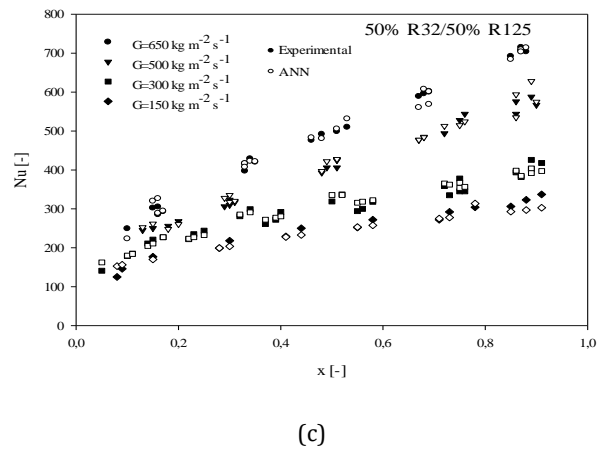 50% R32/50% R125
G=650 kg m⁻² s⁻¹
G=500 kg m⁻² s⁻¹
G=300 kg m⁻² s⁻¹
G=150 kg m⁻² s⁻¹
Experimental
ANN
Nu [-]
800
700
600
500
400
300
200
100
0
0,0 0,2 0,4 0,6 0,8 1,0
x [-]
(c)